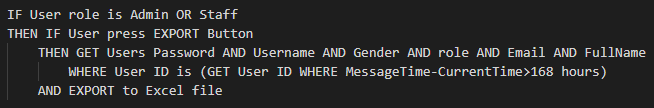 IF User role is Admin OR Staff
THEN IF User press EXPORT Button
THEN GET Users Password AND Username AND Gender AND role AND Email AND FullName
WHERE User ID is (GET User ID WHERE MessageTime-CurrentTime>168 hours)
AND EXPORT to Excel file